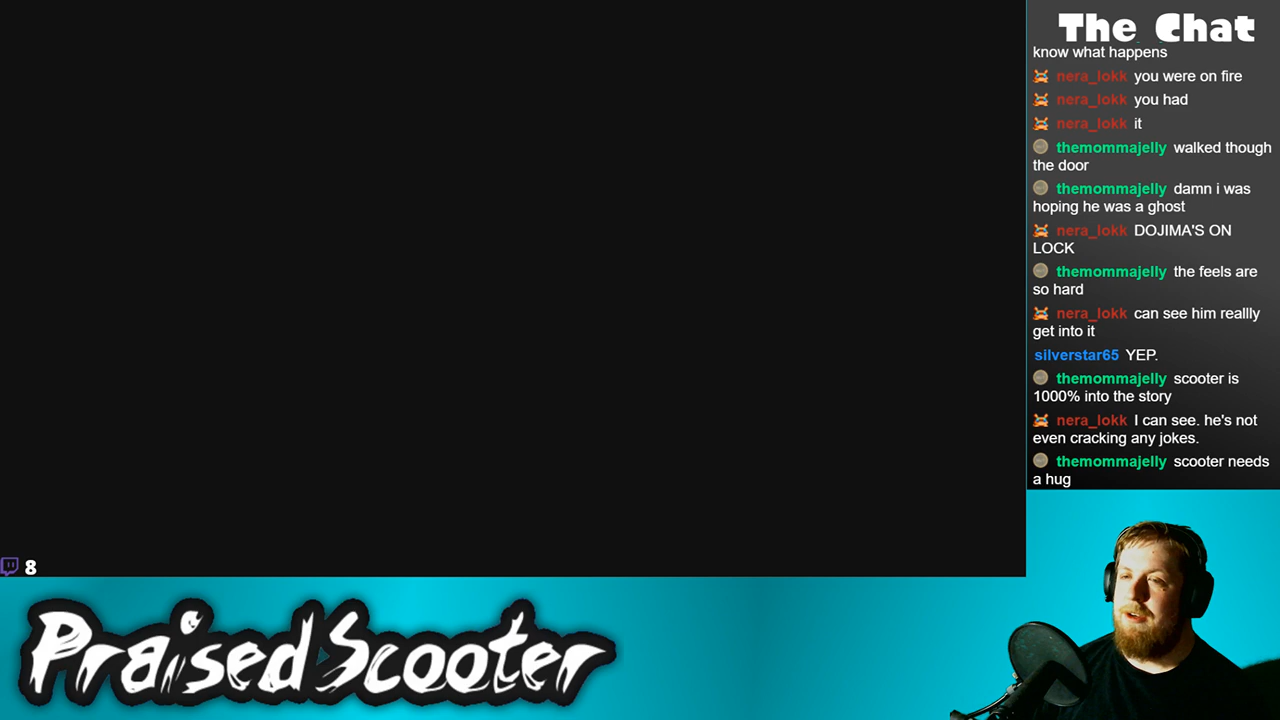 The Chat
know what happens
nera_lokk you were on fire
nera_lokk you had
nera_lokk it
themommajelly walked though
the door
themommajelly damn i was
hoping he was a ghost
nera_lokk DOJIMA'S ON
LOCK
themommajelly the feels are
so hard
nera_lokk can see him reallly
get into it
silverstar65 YEP.
themommajelly scooter is
1000% into the story
nera_lokk I can see. he's not
even cracking any jokes.
themommajelly scooter needs
a hug
8
PraisedScooter